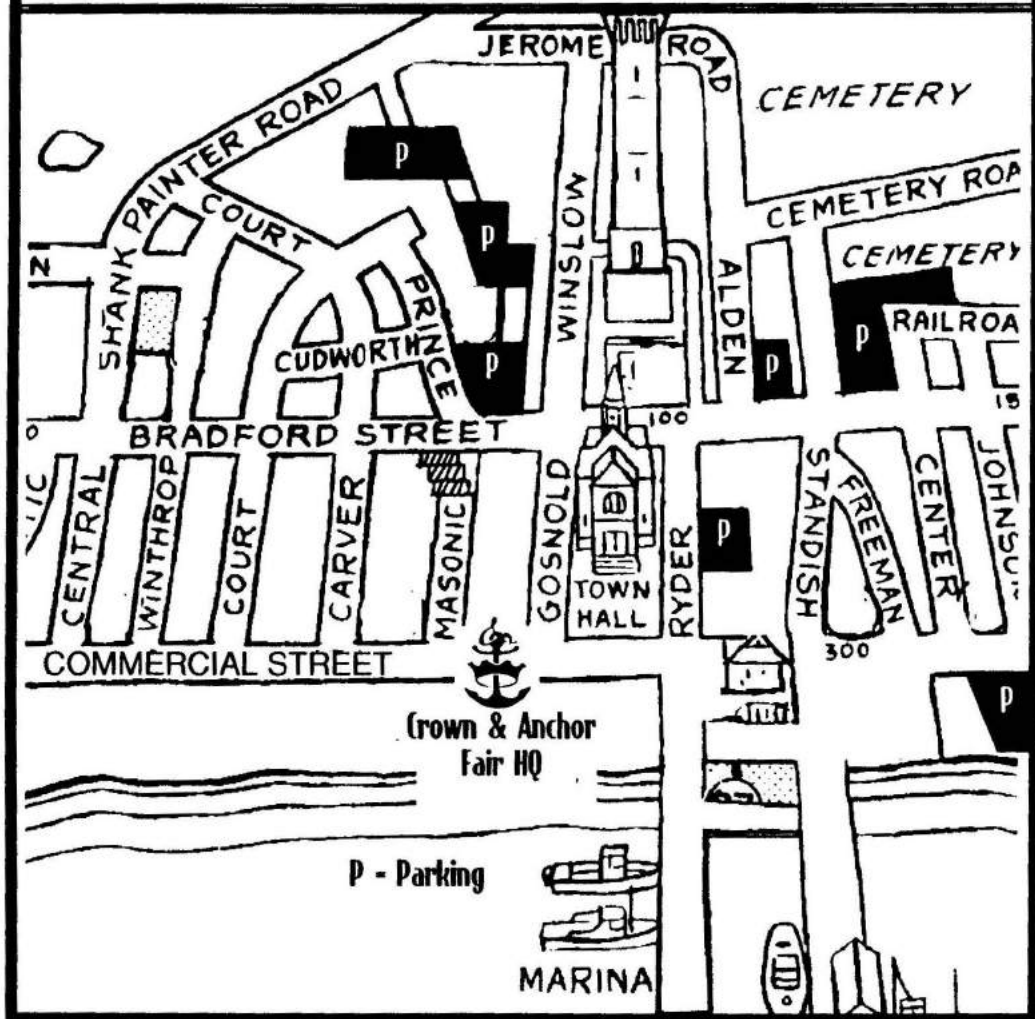 JEROME ROAD
CEMETERY
SHANK PAINTER ROAD
P
COURT
WINSLOW
CEMETERY ROA
P
CEMETERY
N
PRINCE
ALDEN
P
RAILROA
CUDWORTH
P
P
100
15
BRADFORD STREET
CENTRAL
WINTHROP
COURT
CARVER
MASONIC
GOSNOLD
TOWN
HALL
RYDER
P
STANDISH
FREEMAN
CENTER
JOHNSON
300
COMMERCIAL STREET
P
Crown & Anchor
Fair HQ
P - Parking
MARINA